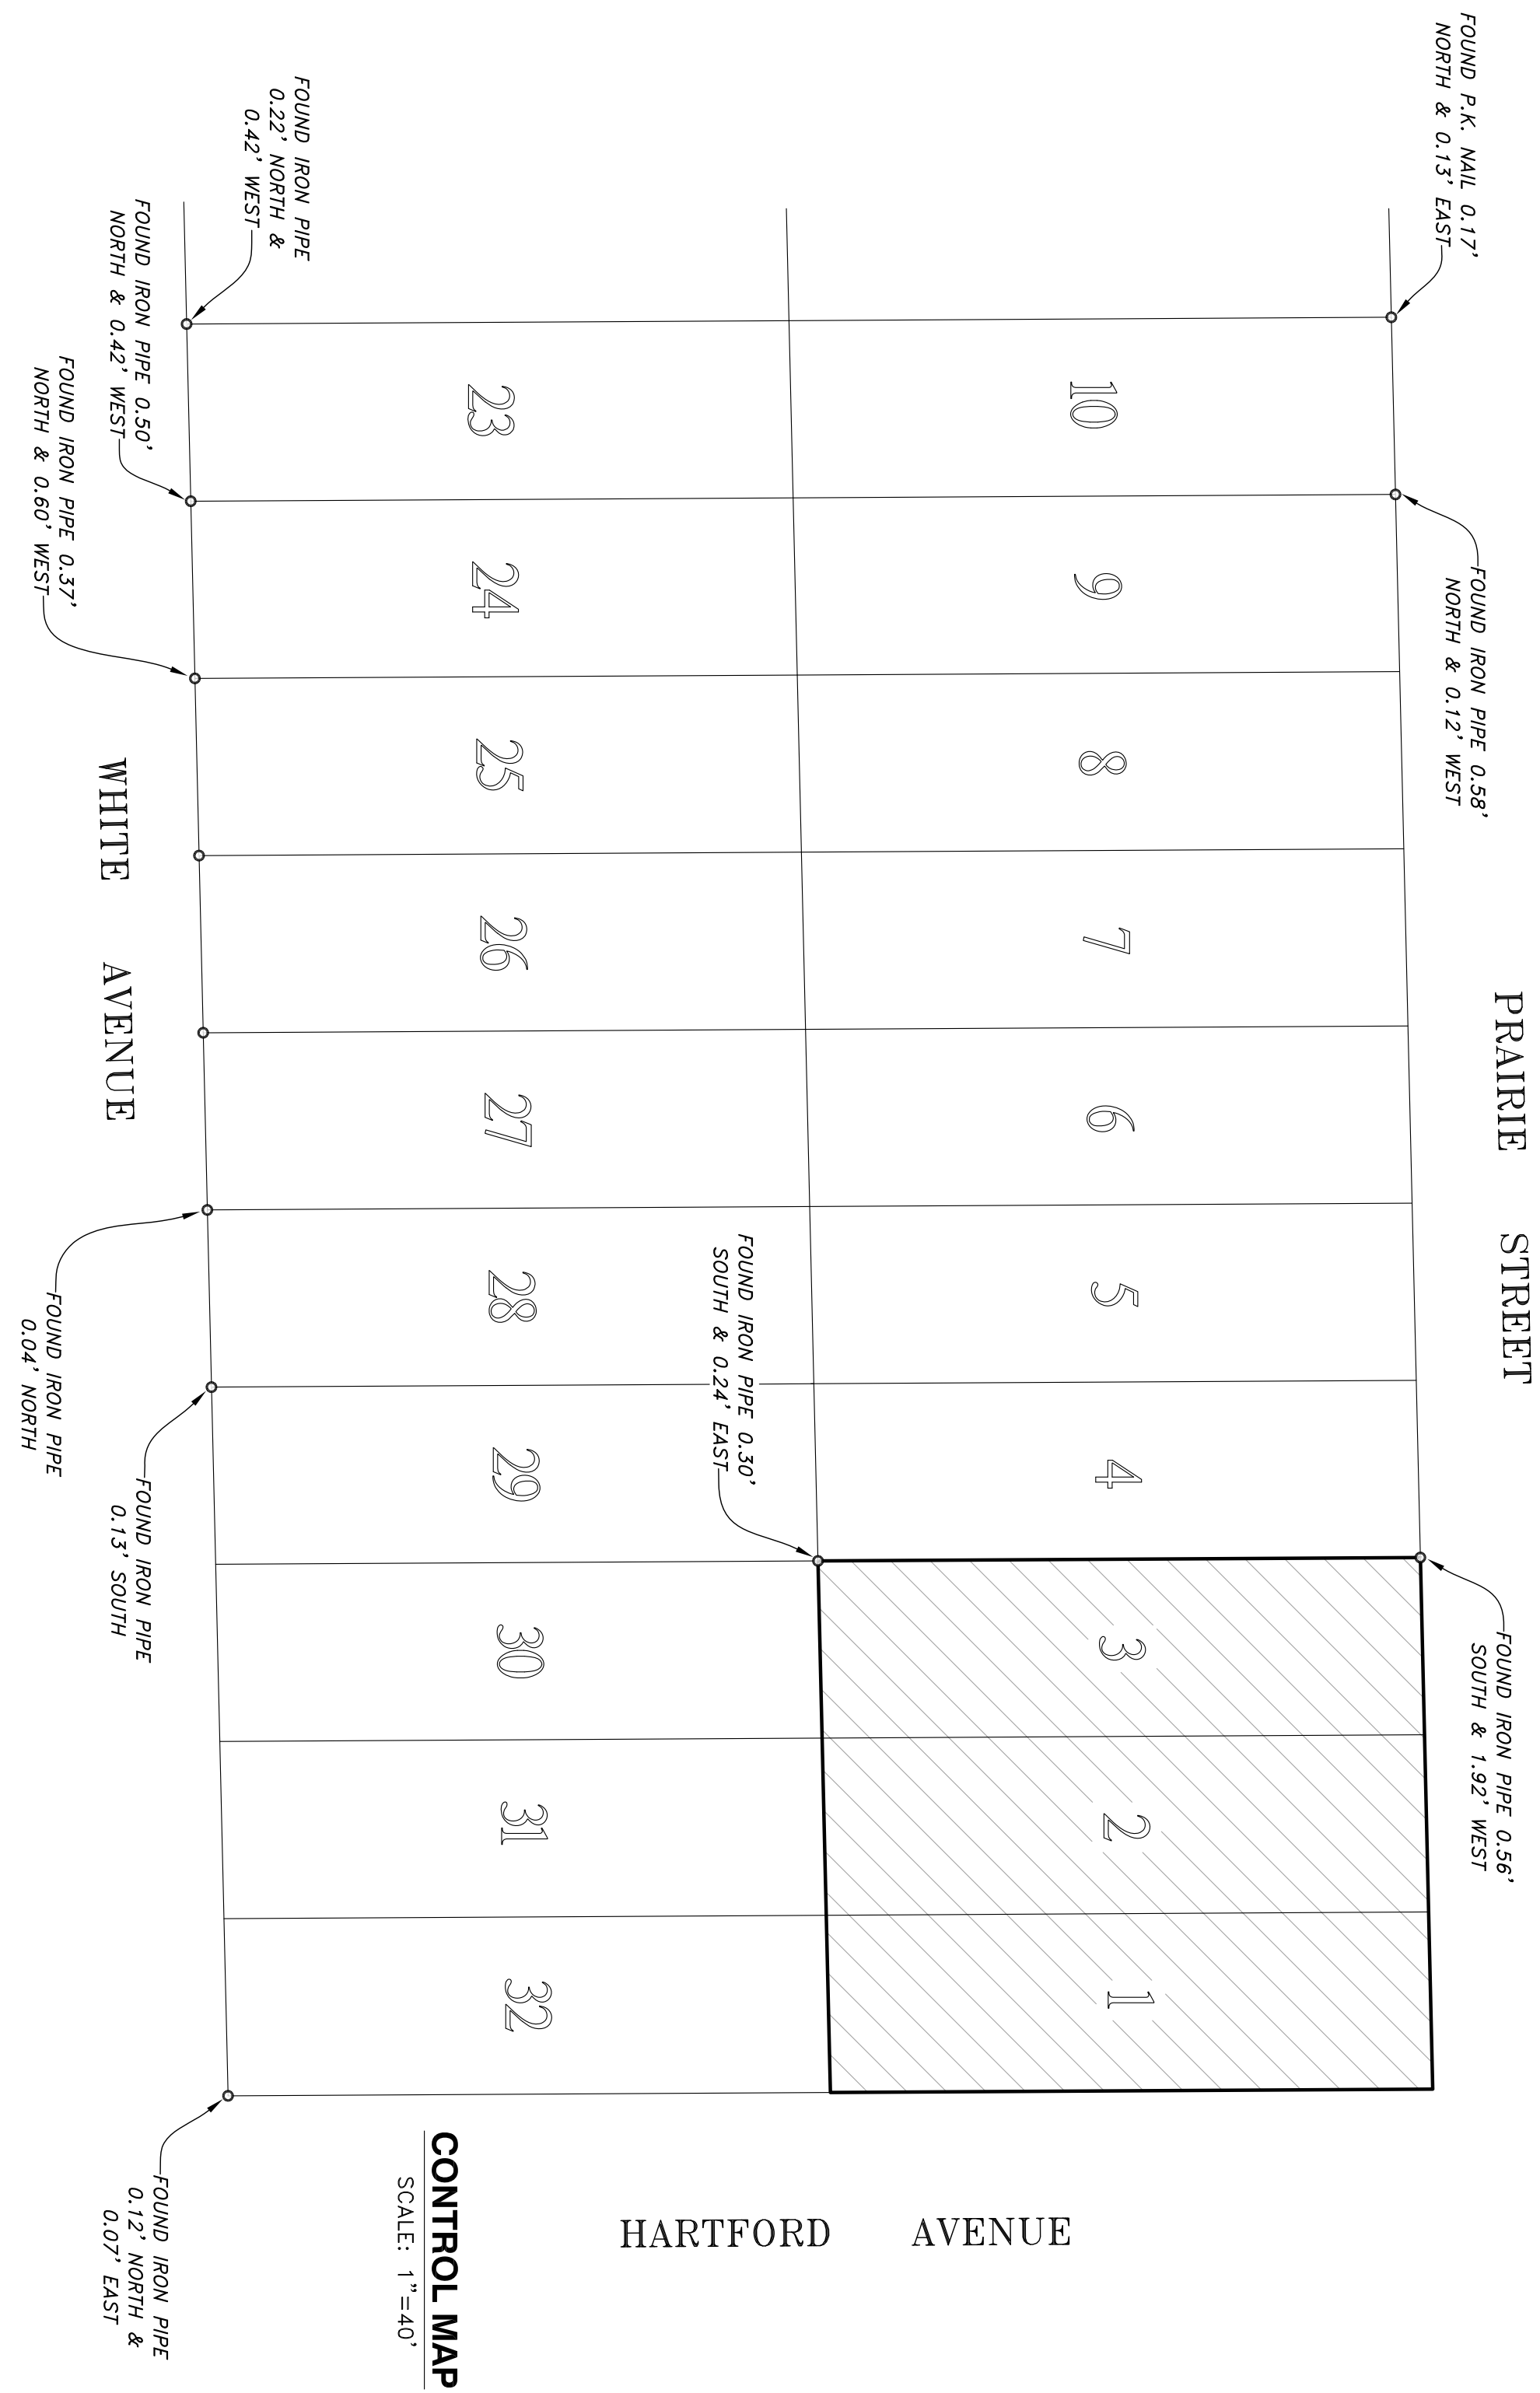 FOUND P.K. NAIL 0.17'
NORTH & 0.13' EAST
FOUND IRON PIPE 0.58'
NORTH & 0.12' WEST
PRAIRIE STREET
FOUND IRON PIPE 0.56'
SOUTH & 1.92' WEST
10
9
8
7
6
5
4
3
2
1
FOUND IRON PIPE 0.30'
SOUTH & 0.24' EAST
23
24
25
26
27
28
29
30
31
32
FOUND IRON PIPE
0.22' NORTH &
0.42' WEST
FOUND IRON PIPE 0.50'
NORTH & 0.42' WEST
FOUND IRON PIPE 0.37'
NORTH & 0.60' WEST
WHITE AVENUE
FOUND IRON PIPE
0.04' NORTH
FOUND IRON PIPE
0.13' SOUTH
FOUND IRON PIPE
0.12' NORTH &
0.07' EAST
HARTFORD AVENUE
CONTROL MAP
SCALE: 1"=40'